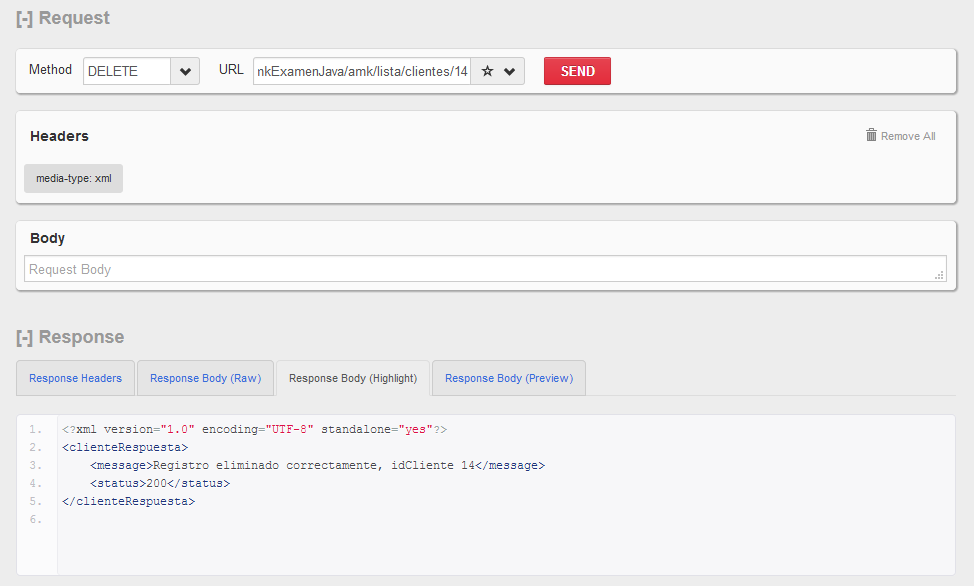 [-] Request
Method DELETE URL nkExamenJava/amk/lista/clientes/14 SEND
Headers Remove All
media-type: xml
Body
Request Body
[-] Response
Response Headers Response Body (Raw) Response Body (Highlight) Response Body (Preview)
1. <?xml version="1.0" encoding="UTF-8" standalone="yes"?>
2. <clienteRespuesta>
3. <message>Registro eliminado correctamente, idCliente 14</message>
4. <status>200</status>
5. </clienteRespuesta>
6.